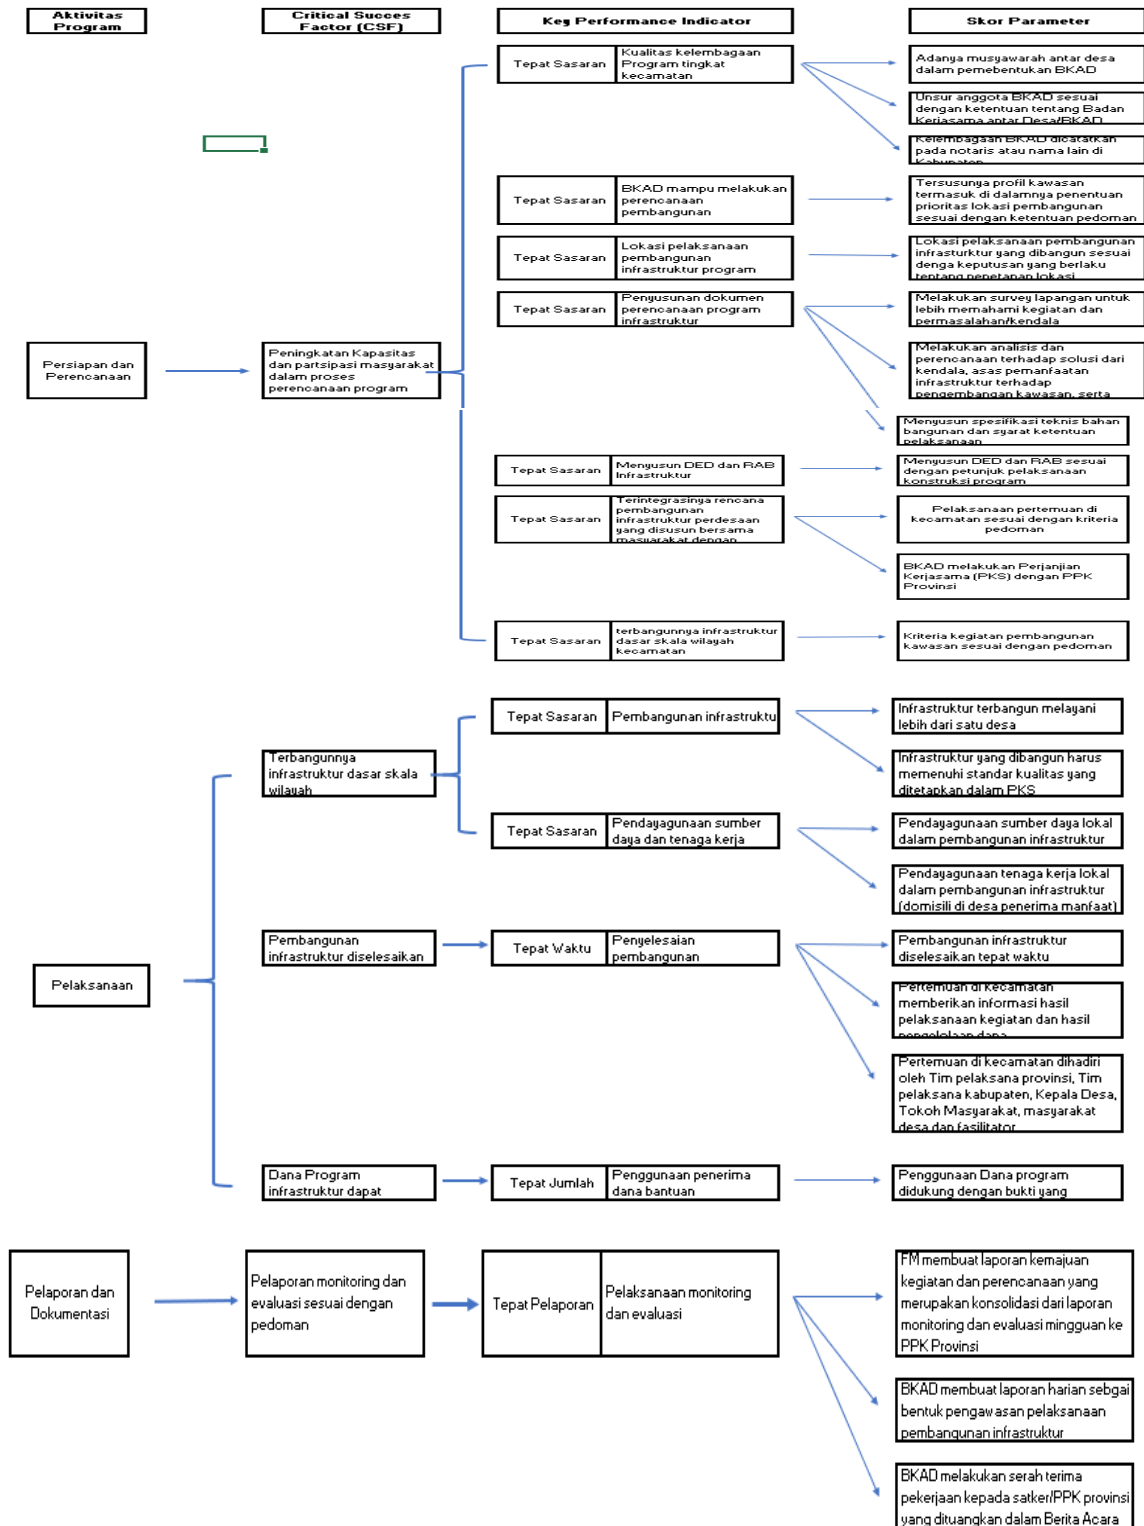 Aktivitas
Program
Critical Succes
Factor (CSF)
Key Performance Indicator
Skor Parameter
Tepat Sasaran
Kualitas kelembagaan
Program tingkat
kecamatan
Adanya musyawarah antar desa
dalam pemebentukan BKAD
Unsur anggota BKAD sesuai
dengan ketentuan tentang Badan
Kerjasama antar Desa/BKAD
Kelembagaan BKAD dicatatkan
pada notaris atau nama lain di
Kabupaten
Tepat Sasaran
BKAD mampu melakukan
perencanaan
pembangunan
Tersusunya profil kawasan
termasuk di dalamnya penentuan
prioritas lokasi pembangunan
sesuai dengan ketentuan pedoman
Tepat Sasaran
Lokasi pelaksanaan
pembangunan
infrastruktur program
Lokasi pelaksanaan pembangunan
infrasturktur yang dibangun sesuai
denga keputusan yang berlaku
tentang penetapan lokasi
Tepat Sasaran
Penyusunan dokumen
perencanaan program
infrastruktur
Melakukan survey lapangan untuk
lebih memahami kegiatan dan
permasalahan/kendala
Persiapan dan
Perencanaan
Peningkatan Kapasitas
dan partsipasi masyarakat
dalam proses
perencanaan program
Melakukan analisis dan
perencanaan terhadap solusi dari
kendala, asas pemanfaatan
infrastruktur terhadap
pengembangan kawasan, serta
Menyusun spesifikasi teknis bahan
bangunan dan syarat ketentuan
pelaksanaan
Tepat Sasaran
Menyusun DED dan RAB
Infrastruktur
Menyusun DED dan RAB sesuai
dengan petunjuk pelaksanaan
konstruksi program
Tepat Sasaran
Terintegrasinya rencana
pembangunan
infrastruktur perdesaan
yang disusun bersama
masyarakat dengan
Pelaksanaan pertemuan di
kecamatan sesuai dengan kriteria
pedoman
BKAD melakukan Perjanjian
Kerjasama (PKS) dengan PPK
Provinsi
Tepat Sasaran
terbangunnya infrastruktur
dasar skala wilayah
kecamatan
Kriteria kegiatan pembangunan
kawasan sesuai dengan pedoman
Tepat Sasaran
Pembangunan infrastruktu
Infrastruktur terbangun melayani
lebih dari satu desa
Terbangunnya
infrastruktur dasar skala
wilayah
Infrastruktur yang dibangun harus
memenuhi standar kualitas yang
ditetapkan dalam PKS
Tepat Sasaran
Pendayagunaan sumber
daya dan tenaga kerja
Pendayagunaan sumber daya lokal
dalam pembangunan infrastruktur
Pendayagunaan tenaga kerja lokal
dalam pembangunan infrastruktur
(domisili di desa penerima manfaat)
Pelaksanaan
Pembangunan
infrastruktur diselesaikan
Tepat Waktu
Penyelesaian
pembangunan
Pembangunan infrastruktur
diselesaikan tepat waktu
Pertemuan di kecamatan
memberikan informasi hasil
pelaksanaan kegiatan dan hasil
pengelolaan dana
Pertemuan di kecamatan dihadiri
oleh Tim pelaksana provinsi, Tim
pelaksana kabupaten, Kepala Desa,
Tokoh Masyarakat, masyarakat
desa dan fasilitator
Dana Program
infrastruktur dapat
Tepat Jumlah
Penggunaan penerima
dana bantuan
Penggunaan Dana program
didukung dengan bukti yang
Pelaporan dan
Dokumentasi
Pelaporan monitoring dan
evaluasi sesuai dengan
pedoman
Tepat Pelaporan
Pelaksanaan monitoring
dan evaluasi
FM membuat laporan kemajuan
kegiatan dan perencanaan yang
merupakan konsolidasi dari laporan
monitoring dan evaluasi mingguan ke
PPK Provinsi
BKAD membuat laporan harian sebgai
bentuk pengawasan pelaksanaan
pembangunan infrastruktur
BKAD melakukan serah terima
pekerjaan kepada satker/PPK provinsi
yang dituangkan dalam Berita Acara